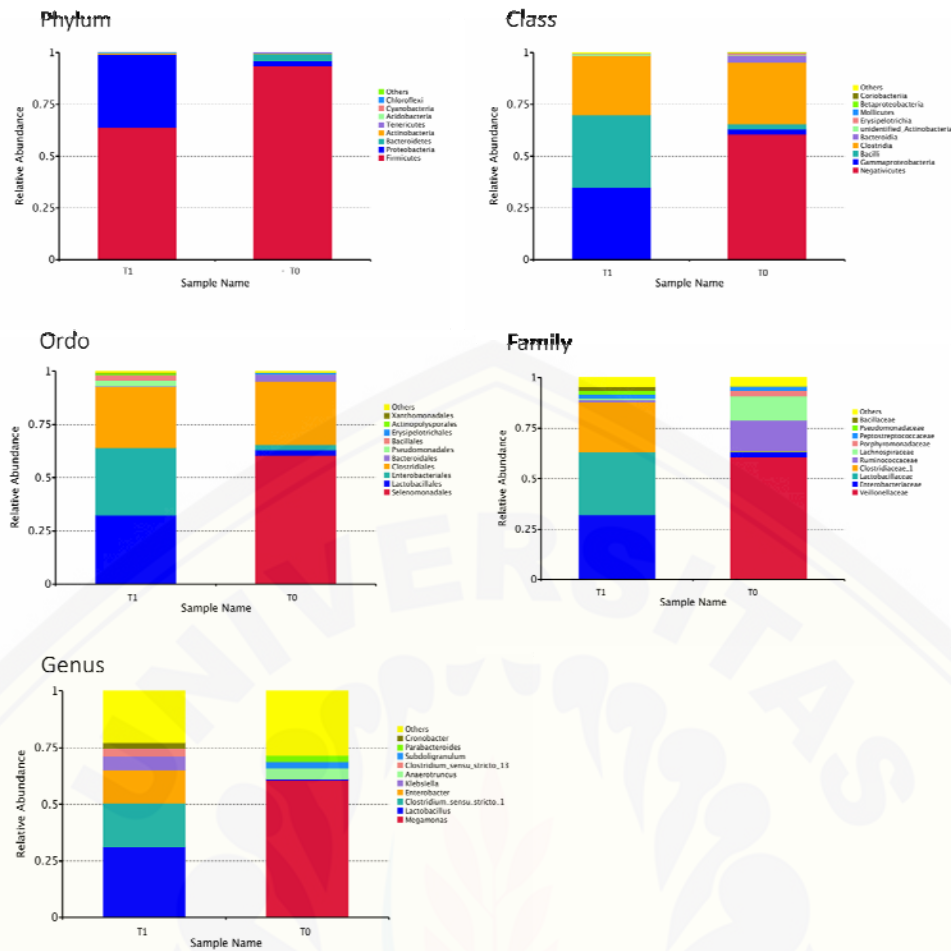 Phylum
1
0.75
0.5
0.25
0
Relative Abundance
T1
T0
Sample Name
Others
Chloroflexi
Cyanobacteria
Acidobacteria
Tenericutes
Actinobacteria
Bacteroidetes
Proteobacteria
Firmicutes
Class
1
0.75
0.5
0.25
0
Relative Abundance
T1
T0
Sample Name
Others
Coriobacteriia
Betaproteobacteria
Mollicutes
Erysipelotrichia
unidentified_Actinobacteria
Bacteroidia
Clostridia
Bacilli
Gammaproteobacteria
Negativicutes
Ordo
1
0.75
0.5
0.25
0
Relative Abundance
T1
T0
Sample Name
Others
Xanthomonadales
Actinopolysporales
Erysipelotrichales
Bacillales
Pseudomonadales
Bacteroidales
Clostridiales
Enterobacteriales
Lactobacillales
Selenomonadales
Family
1
0.75
0.5
0.25
0
Relative Abundance
T1
T0
Sample Name
Others
Bacillaceae
Pseudomonadaceae
Peptostreptococcaceae
Porphyromonadaceae
Lachnospiraceae
Ruminococcaceae
Clostridiaceae_1
Lactobacillaceae
Enterobacteriaceae
Veillonellaceae
Genus
1
0.75
0.5
0.25
0
Relative Abundance
T1
T0
Sample Name
Others
Cronobacter
Parabacteroides
Subdoligranulum
Clostridium_sensu_stricto_13
Anaerotruncus
Klebsiella
Enterobacter
Clostridium_sensu_stricto_1
Lactobacillus
Megamonas
UNIVERSITAS